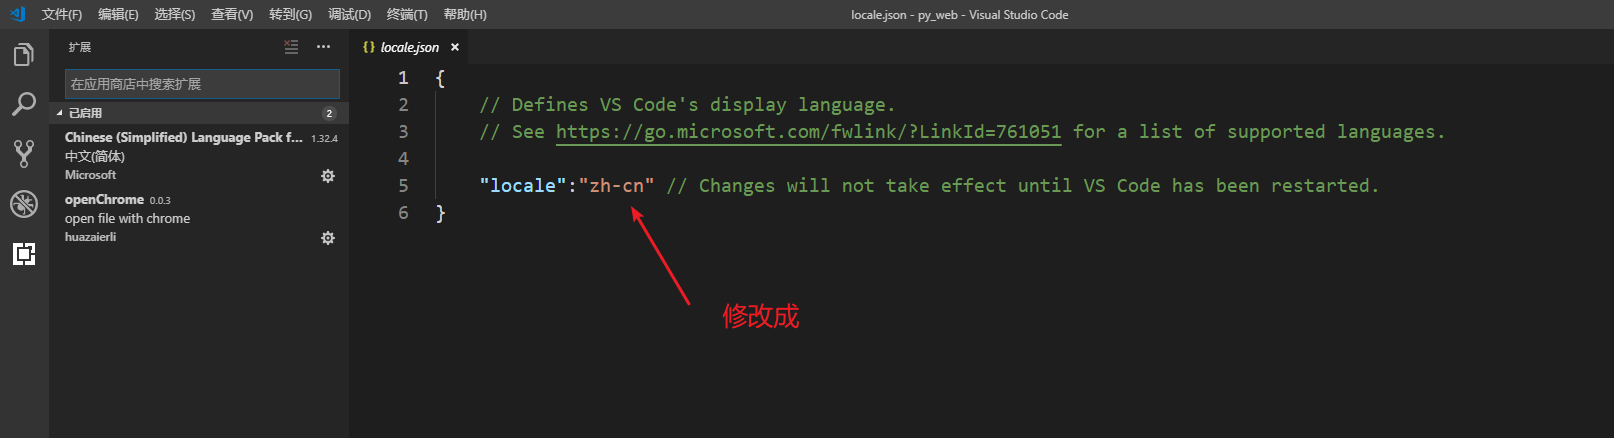 文件(F) 编辑(E) 选择(S) 查看(V) 转到(G) 调试(D) 终端(T) 帮助(H) locale.json - py_web - Visual Studio Code
扩展
在应用商店中搜索扩展
已启用 2
Chinese (Simplified) Language Pack f... 1.32.4
中文(简体)
Microsoft
openChrome 0.0.3
open file with chrome
huazaierli
{} locale.json ×
1 {
2 // Defines VS Code's display language.
3 // See https://go.microsoft.com/fwlink/?LinkId=761051 for a list of supported languages.
4
5 "locale":"zh-cn" // Changes will not take effect until VS Code has been restarted.
6 }
修改成